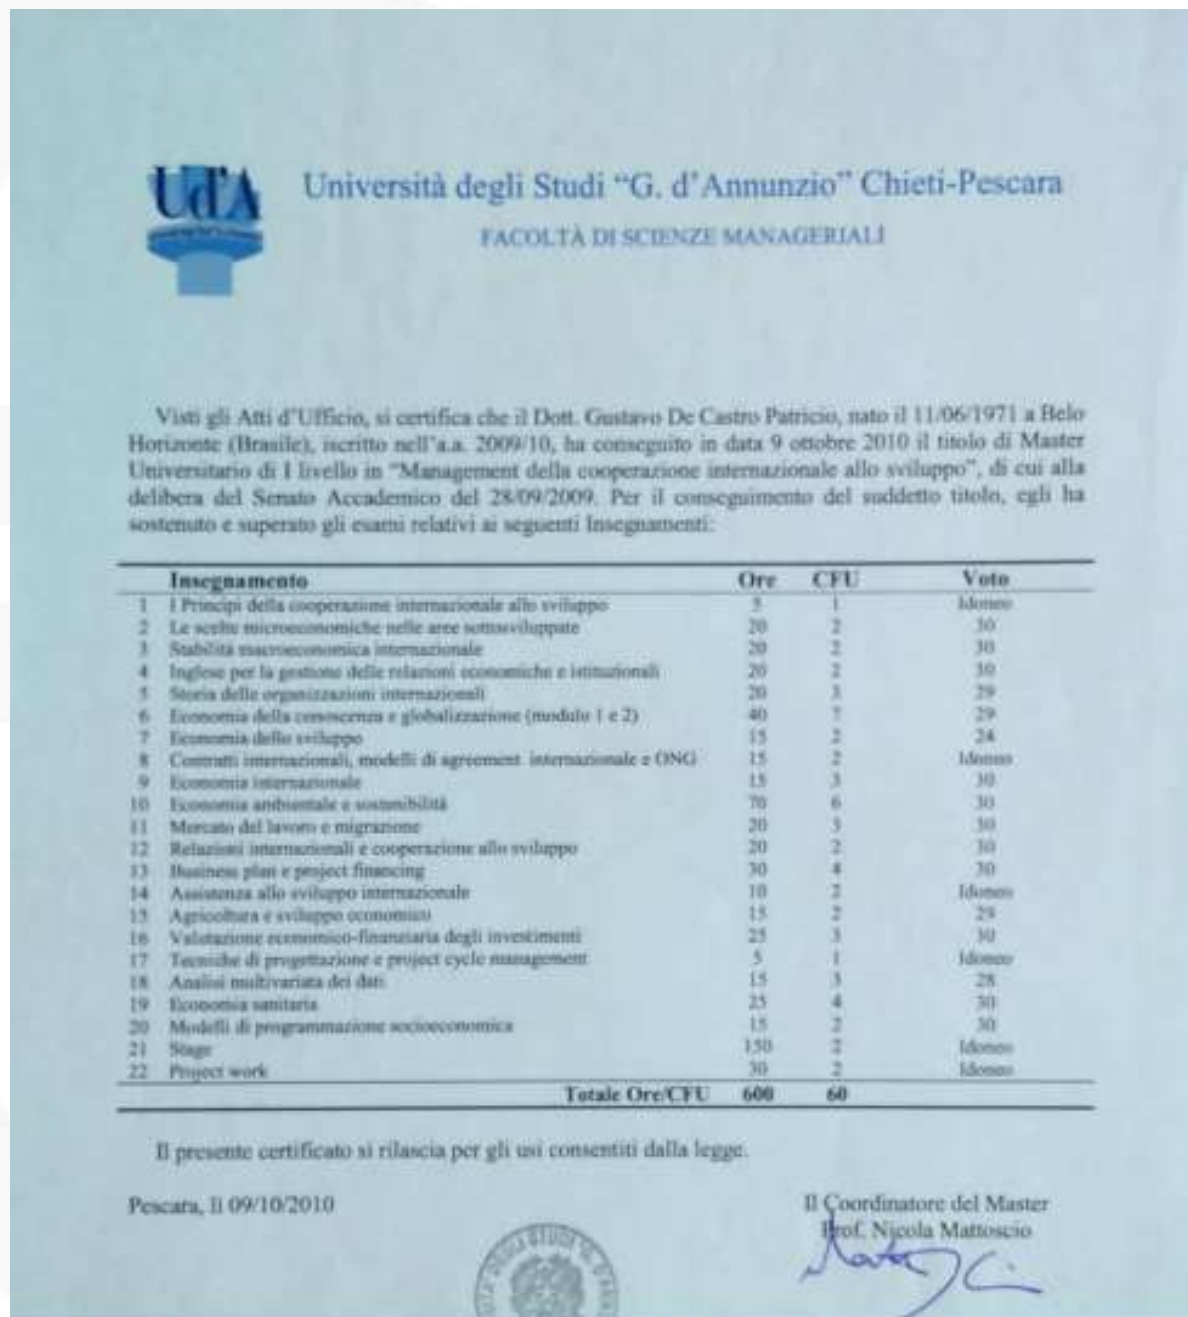 Ud'A
Università degli Studi “G. d’Annunzio” Chieti-Pescara
FACOLTÀ DI SCIENZE MANAGERIALI
Visti gli Atti d’Ufficio, si certifica che il Dott. Gustavo De Castro Patricio, nato il 11/06/1971 a Belo
Horizonte (Brasile), iscritto nell’a.a. 2009/10, ha conseguito in data 9 ottobre 2010 il titolo di Master
Universitario di I livello in “Management della cooperazione internazionale allo sviluppo”, di cui alla
delibera del Senato Accademico del 28/09/2009. Per il conseguimento del suddetto titolo, egli ha
sostenuto e superato gli esami relativi ai seguenti Insegnamenti:
Insegnamento Ore CFU Voto
1 I Principi della cooperazione internazionale allo sviluppo 5 1 Idoneo
2 Le scelte microeconomiche nelle aree sottosviluppate 20 2 30
3 Stabilità macroeconomica internazionale 20 2 30
4 Inglese per la gestione delle relazioni economiche e istituzionali 20 2 30
5 Storia delle organizzazioni internazionali 20 3 29
6 Economia della conoscenza e globalizzazione (modulo 1 e 2) 40 7 29
7 Economia dello sviluppo 15 2 24
8 Contratti internazionali, modelli di agreement internazionale e ONG 15 2 Idoneo
9 Economia internazionale 15 3 30
10 Economia ambientale e sostenibilità 70 6 30
11 Mercato del lavoro e migrazione 20 3 30
12 Relazioni internazionali e cooperazione allo sviluppo 20 2 30
13 Business plan e project financing 30 4 30
14 Assistenza allo sviluppo internazionale 10 2 Idoneo
15 Agricoltura e sviluppo economico 15 2 29
16 Valutazione economico-finanziaria degli investimenti 25 3 30
17 Tecniche di progettazione e project cycle management 5 1 Idoneo
18 Analisi multivariata dei dati 15 3 28
19 Economia sanitaria 25 4 30
20 Modelli di programmazione socioeconomica 15 2 30
21 Stage 150 2 Idoneo
22 Project work 30 2 Idoneo
Totale Ore/CFU 600 60
Il presente certificato si rilascia per gli usi consentiti dalla legge.
Pescara, lì 09/10/2010
Il Coordinatore del Master
Prof. Nicola Mattoscio